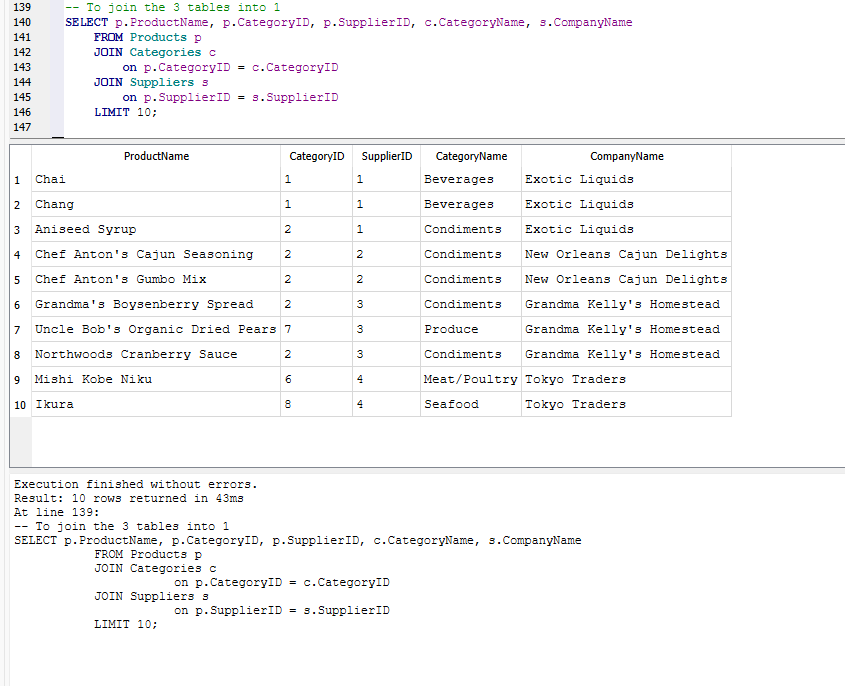 139 -- To join the 3 tables into 1
140 SELECT p.ProductName, p.CategoryID, p.SupplierID, c.CategoryName, s.CompanyName
141 FROM Products p
142 JOIN Categories c
143 on p.CategoryID = c.CategoryID
144 JOIN Suppliers s
145 on p.SupplierID = s.SupplierID
146 LIMIT 10;
147
ProductName CategoryID SupplierID CategoryName CompanyName
1 Chai 1 1 Beverages Exotic Liquids
2 Chang 1 1 Beverages Exotic Liquids
3 Aniseed Syrup 2 1 Condiments Exotic Liquids
4 Chef Anton's Cajun Seasoning 2 2 Condiments New Orleans Cajun Delights
5 Chef Anton's Gumbo Mix 2 2 Condiments New Orleans Cajun Delights
6 Grandma's Boysenberry Spread 2 3 Condiments Grandma Kelly's Homestead
7 Uncle Bob's Organic Dried Pears 7 3 Produce Grandma Kelly's Homestead
8 Northwoods Cranberry Sauce 2 3 Condiments Grandma Kelly's Homestead
9 Mishi Kobe Niku 6 4 Meat/Poultry Tokyo Traders
10 Ikura 8 4 Seafood Tokyo Traders
Execution finished without errors.
Result: 10 rows returned in 43ms
At line 139:
-- To join the 3 tables into 1
SELECT p.ProductName, p.CategoryID, p.SupplierID, c.CategoryName, s.CompanyName
FROM Products p
JOIN Categories c
on p.CategoryID = c.CategoryID
JOIN Suppliers s
on p.SupplierID = s.SupplierID
LIMIT 10;